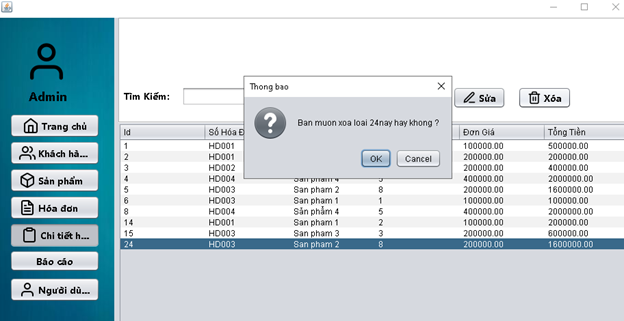 Admin
Trang chủ
Khách hà...
Sản phẩm
Hóa đơn
Chi tiết h...
Báo cáo
Người dù...
Tìm Kiếm:
Sửa
Xóa
Thong bao
Ban muon xoa loai 24nay hay khong ?
OK
Cancel
Id Số Hóa Đ Đơn Giá Tổng Tiền
1 HD001 100000.00 500000.00
2 HD001 200000.00 200000.00
3 HD002 200000.00 400000.00
4 HD004 San pham 4 5 400000.00 2000000.00
5 HD003 San pham 2 8 200000.00 1600000.00
6 HD003 San pham 1 1 100000.00 100000.00
8 HD004 Sản phẩm 4 5 400000.00 2000000.00
14 HD001 San pham 1 2 100000.00 200000.00
15 HD003 San pham 3 3 200000.00 600000.00
24 HD003 San pham 2 8 200000.00 1600000.00